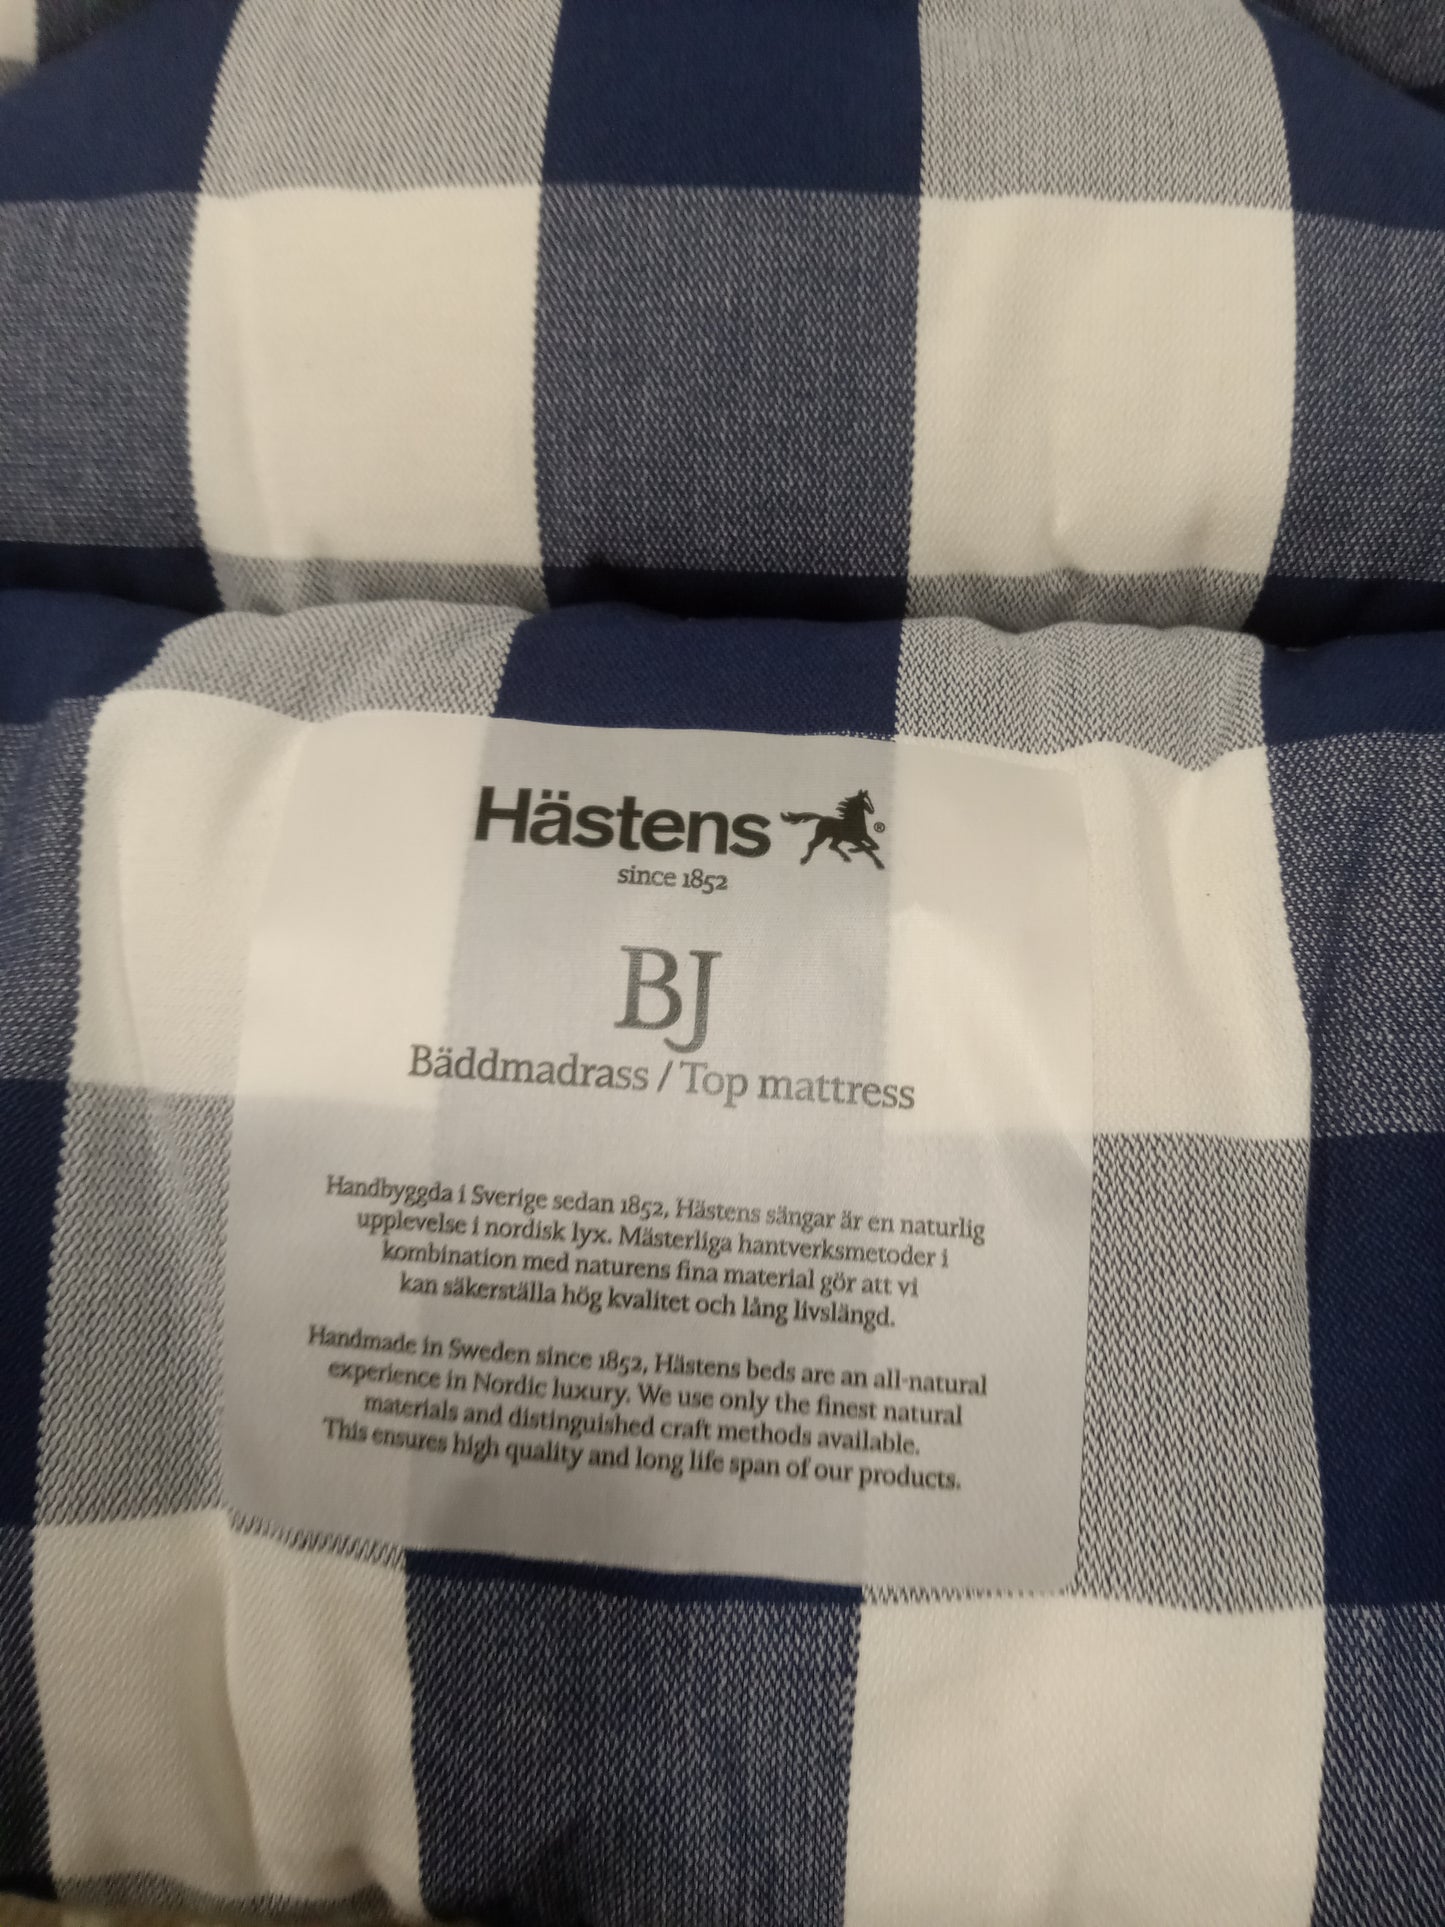 Hästens®
since 1852
BJ
Bäddmadrass / Top mattress
Handbyggda i Sverige sedan 1852, Hästens sängar är en naturlig
upplevelse i nordisk lyx. Mästerliga hantverksmetoder i
kombination med naturens fina material gör att vi
kan säkerställa hög kvalitet och lång livslängd.
Handmade in Sweden since 1852, Hästens beds are an all-natural
experience in Nordic luxury. We use only the finest natural
materials and distinguished craft methods available.
This ensures high quality and long life span of our products.